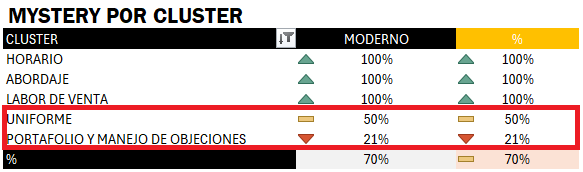 MYSTERY POR CLUSTER
CLUSTER MODERNO %
HORARIO 100% 100%
ABORDAJE 100% 100%
LABOR DE VENTA 100% 100%
UNIFORME 50% 50%
PORTAFOLIO Y MANEJO DE OBJECIONES 21% 21%
% 70% 70%